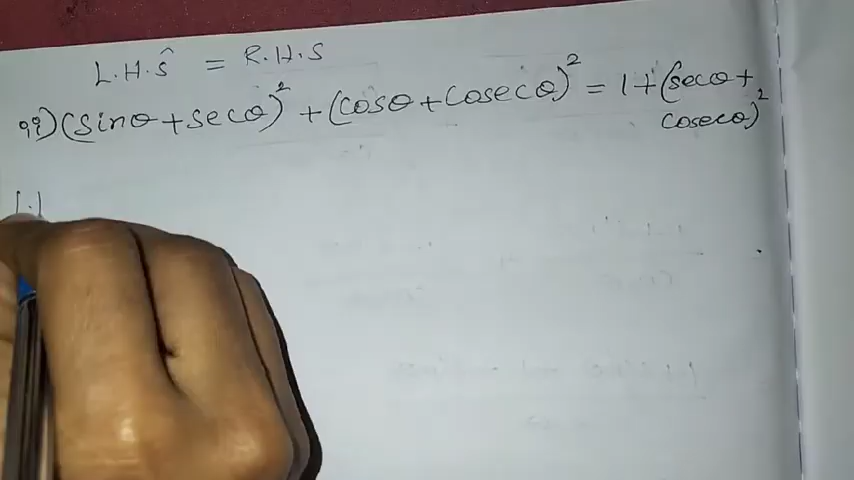 L.H.S = R.H.S
ii) (sinθ + secθ)² + (cosθ + cosecθ)² = 1 + (secθ +
cosecθ)²